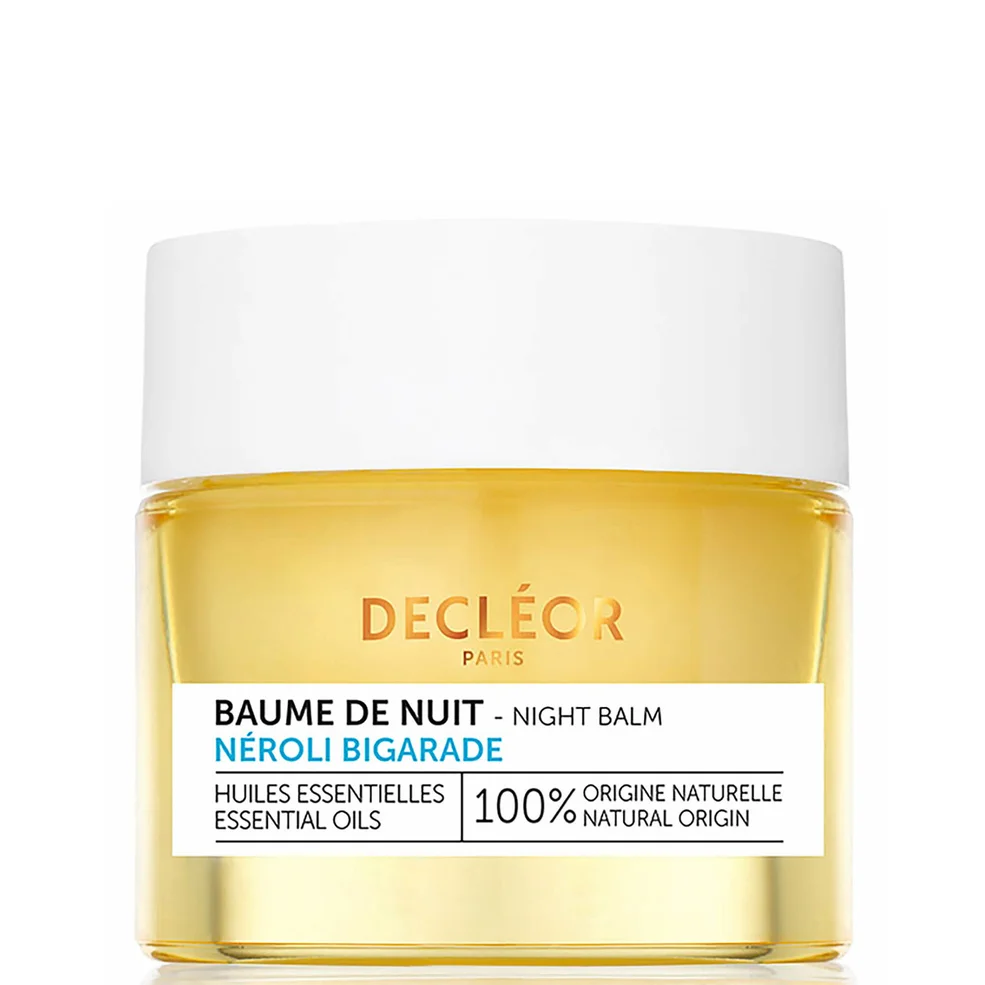 DECLÉOR
PARIS
BAUME DE NUIT - NIGHT BALM
NÉROLI BIGARADE
HUILES ESSENTIELLES
ESSENTIAL OILS
100% ORIGINE NATURELLE
NATURAL ORIGIN